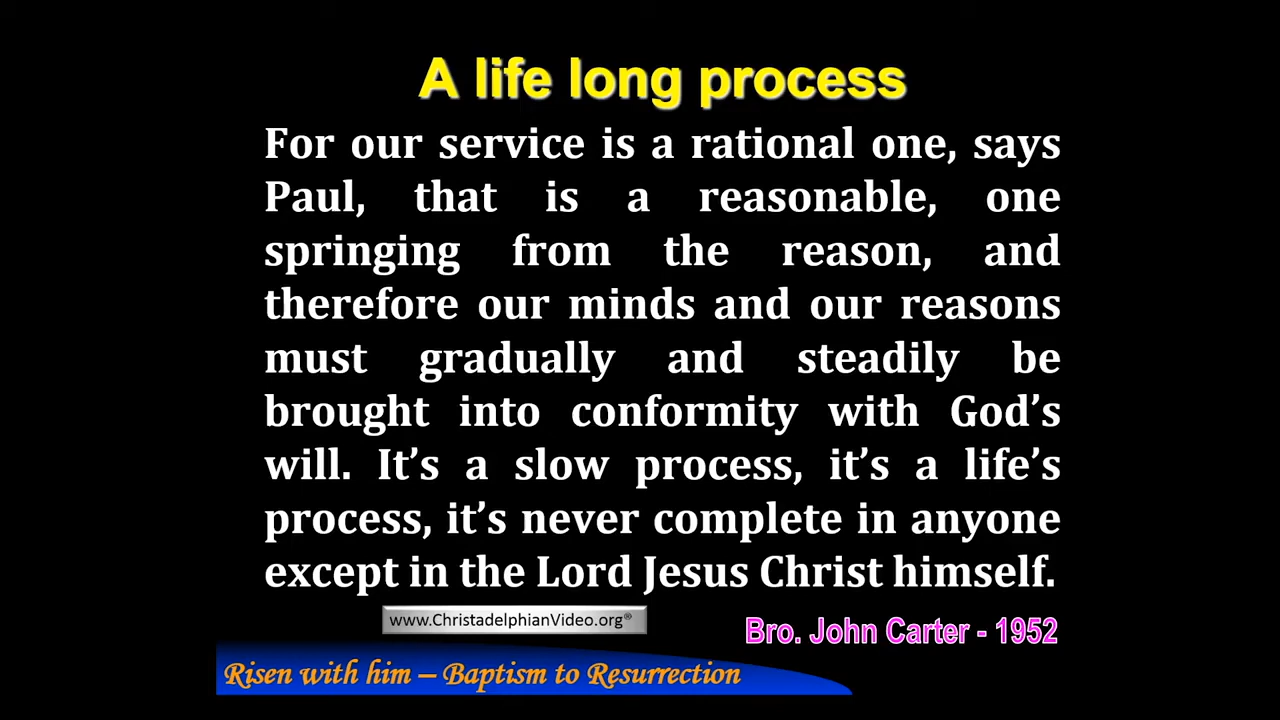 A life long process
For our service is a rational one, says
Paul, that is a reasonable, one
springing from the reason, and
therefore our minds and our reasons
must gradually and steadily be
brought into conformity with God’s
will. It’s a slow process, it’s a life’s
process, it’s never complete in anyone
except in the Lord Jesus Christ himself.
www.ChristadelphianVideo.org®
Bro. John Carter - 1952
Risen with him – Baptism to Resurrection